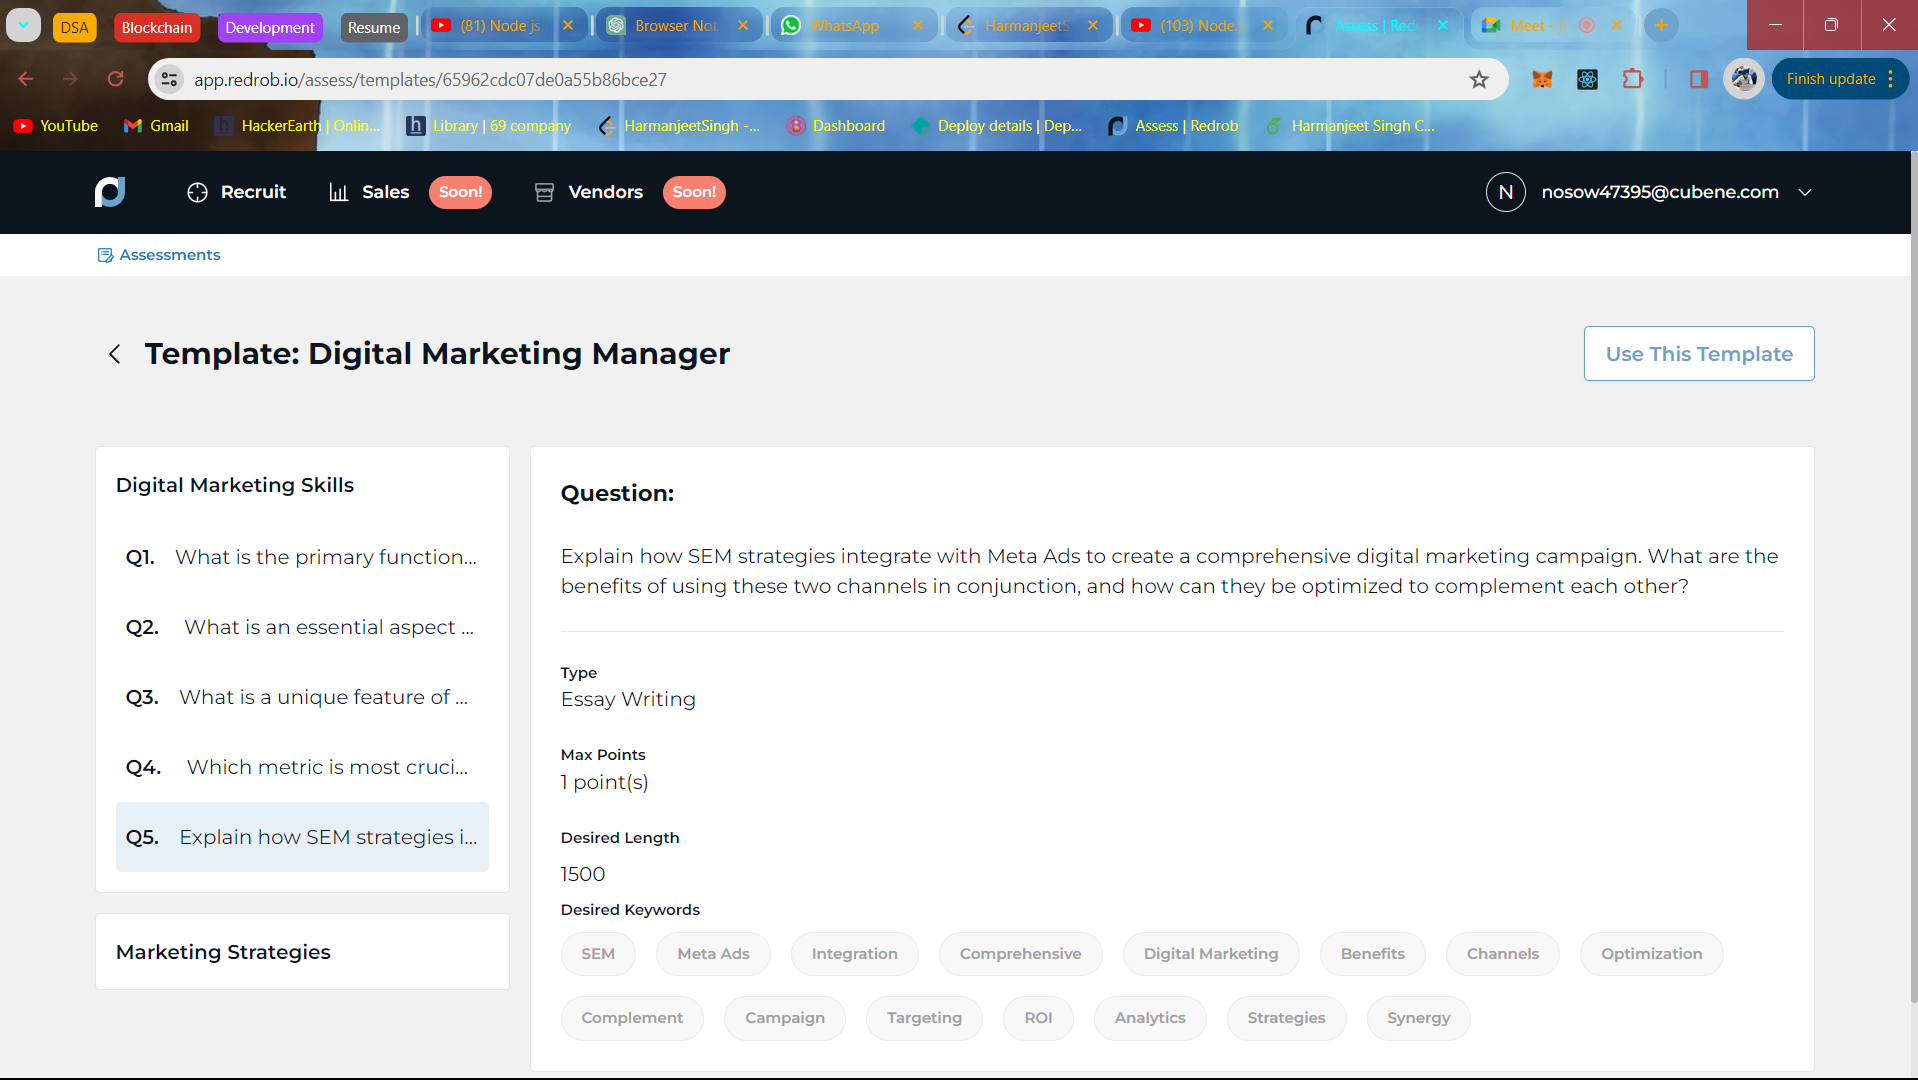 DSA Blockchain Development Resume (81) Node js Browser Not WhatsApp HarmanjeetS (103) Node. Assess | Red Meet - ji
app.redrob.io/assess/templates/65962cdc07de0a55b86bce27 Finish update
YouTube Gmail HackerEarth | Onlin... Library | 69 company HarmanjeetSingh -... Dashboard Deploy details | Dep... Assess | Redrob Harmanjeet Singh C...
Recruit Sales Soon! Vendors Soon! N nosow47395@cubene.com
Assessments
Template: Digital Marketing Manager Use This Template
Digital Marketing Skills
Q1. What is the primary function...
Q2. What is an essential aspect ...
Q3. What is a unique feature of ...
Q4. Which metric is most cruci...
Q5. Explain how SEM strategies i...
Marketing Strategies
Question:
Explain how SEM strategies integrate with Meta Ads to create a comprehensive digital marketing campaign. What are the
benefits of using these two channels in conjunction, and how can they be optimized to complement each other?
Type
Essay Writing
Max Points
1 point(s)
Desired Length
1500
Desired Keywords
SEM Meta Ads Integration Comprehensive Digital Marketing Benefits Channels Optimization
Complement Campaign Targeting ROI Analytics Strategies Synergy